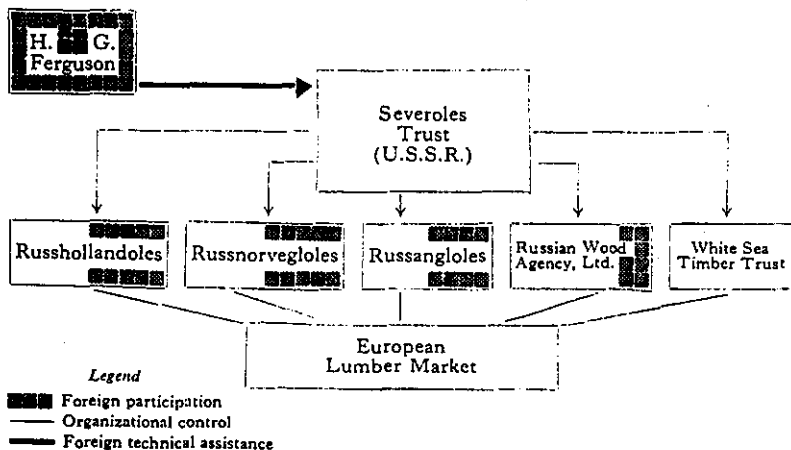 H. G.
Ferguson
Severoles
Trust
(U.S.S.R.)
Russhollandoles
Russnorvegloles
Russangloles
Russian Wood
Agency, Ltd.
White Sea
Timber Trust
European
Lumber Market
Legend
Foreign participation
Organizational control
Foreign technical assistance